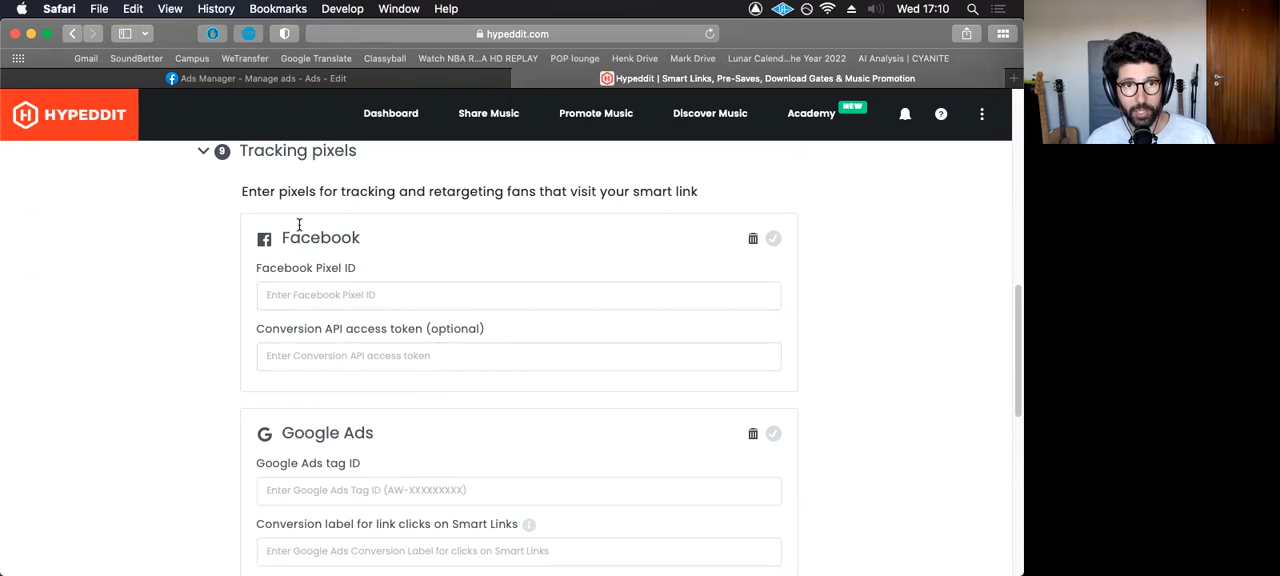 Safari File Edit View History Bookmarks Develop Window Help Wed 17:10
hypeddit.com
Gmail SoundBetter Campus WeTransfer Google Translate Classyball Watch NBA R...A HD REPLAY POP lounge Henk Drive Mark Drive Lunar Calend...he Year 2022 AI Analysis | CYANITE
Ads Manager - Manage ads - Ads - Edit Hypeddit | Smart Links, Pre-Saves, Download Gates & Music Promotion
HYPEDDIT Dashboard Share Music Promote Music Discover Music Academy NEW
9 Tracking pixels
Enter pixels for tracking and retargeting fans that visit your smart link
Facebook
Facebook Pixel ID
Enter Facebook Pixel ID
Conversion API access token (optional)
Enter Conversion API access token
Google Ads
Google Ads tag ID
Enter Google Ads Tag ID (AW-XXXXXXXXX)
Conversion label for link clicks on Smart Links
Enter Google Ads Conversion Label for clicks on Smart Links